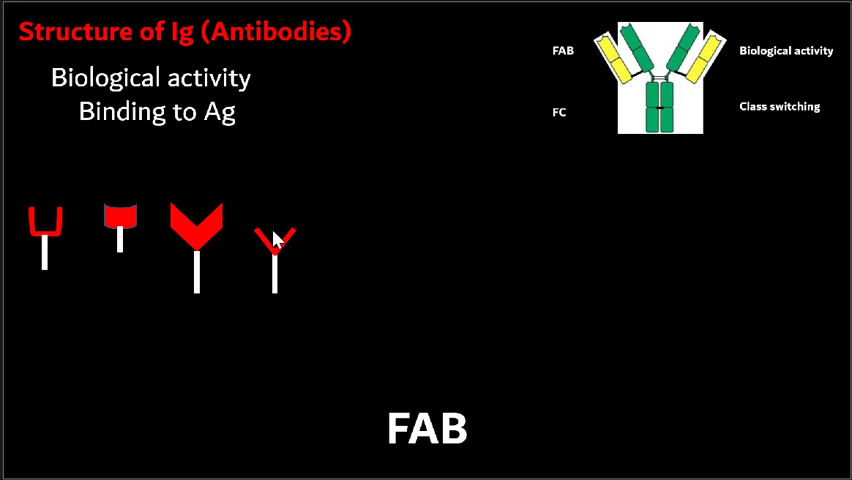 Structure of Ig (Antibodies)
Biological activity
Binding to Ag
FAB
Biological activity
FC
Class switching
FAB